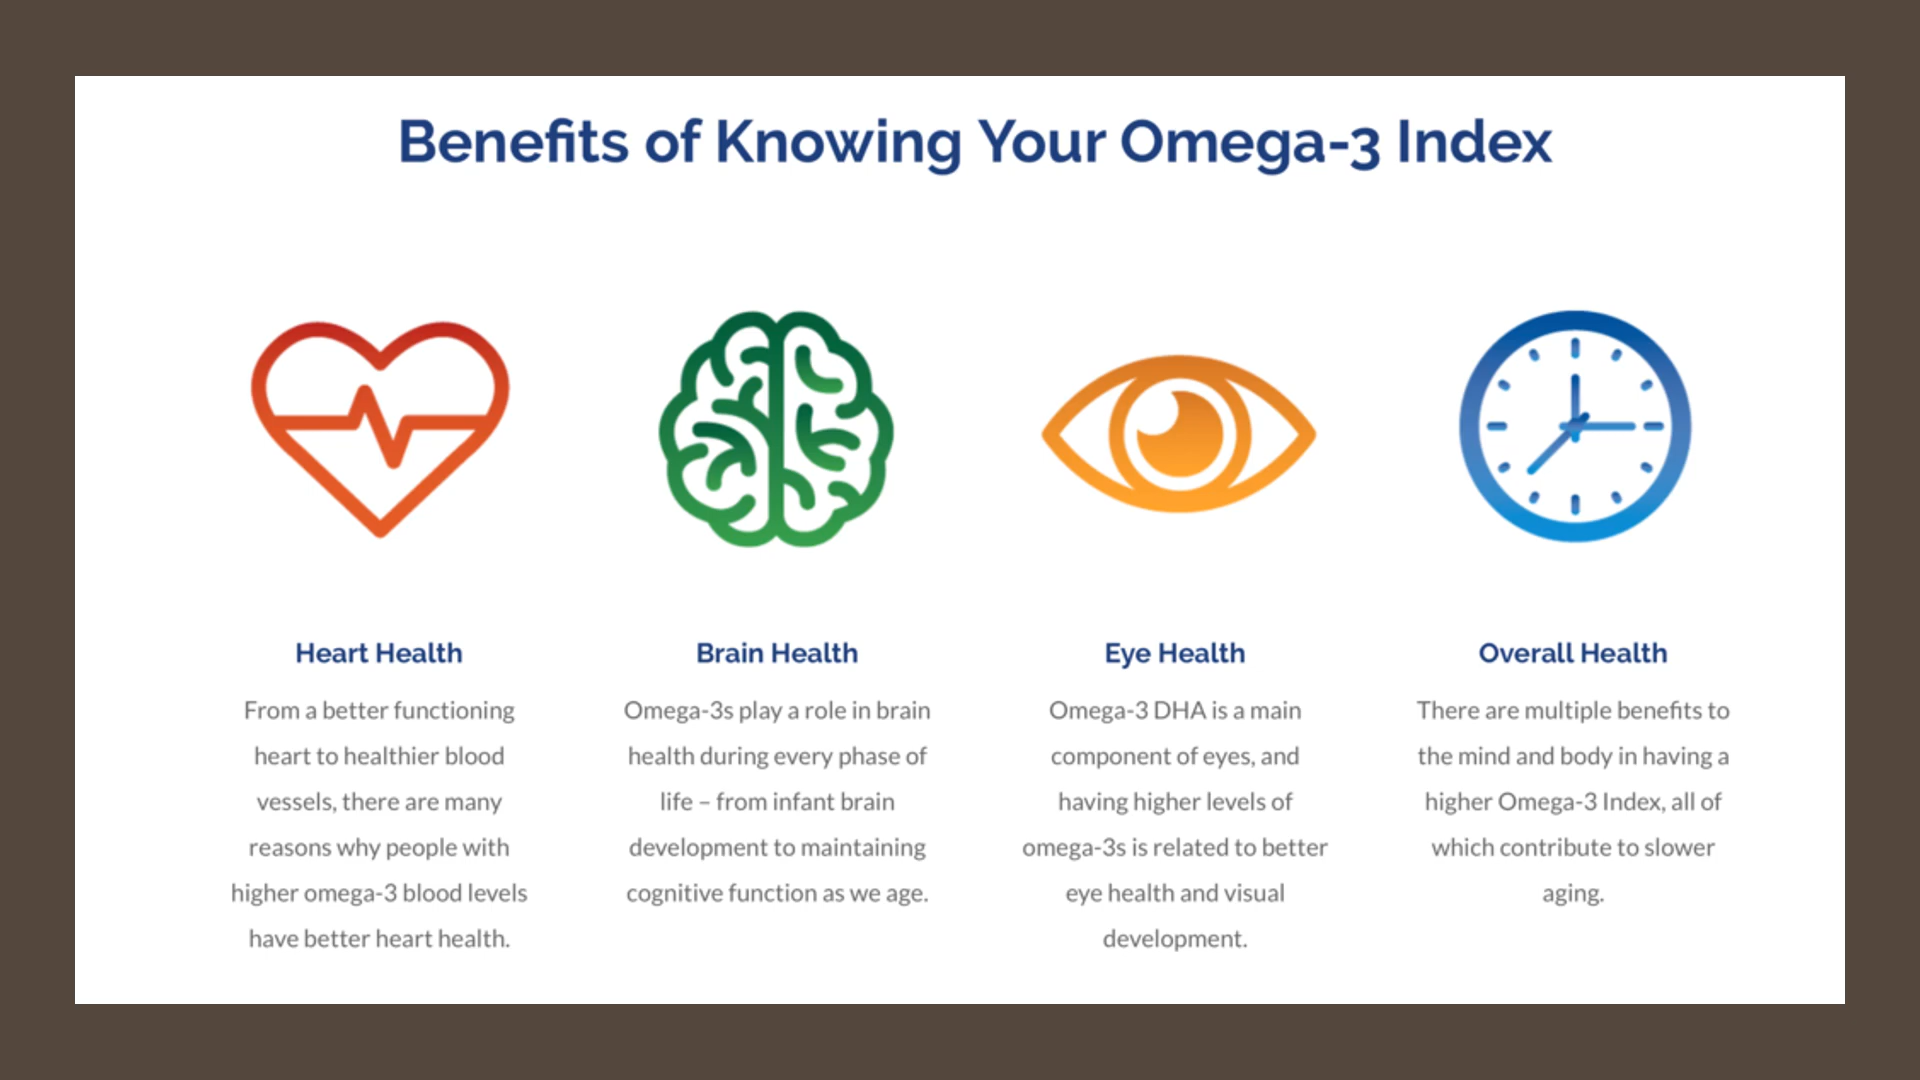 Benefits of Knowing Your Omega-3 Index
Heart Health
From a better functioning
heart to healthier blood
vessels, there are many
reasons why people with
higher omega-3 blood levels
have better heart health.
Brain Health
Omega-3s play a role in brain
health during every phase of
life – from infant brain
development to maintaining
cognitive function as we age.
Eye Health
Omega-3 DHA is a main
component of eyes, and
having higher levels of
omega-3s is related to better
eye health and visual
development.
Overall Health
There are multiple benefits to
the mind and body in having a
higher Omega-3 Index, all of
which contribute to slower
aging.